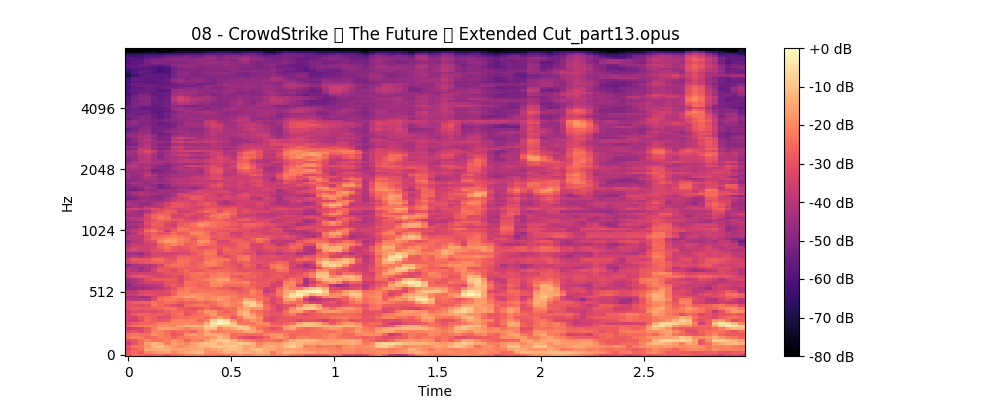 08 - CrowdStrike ▯ The Future ▯ Extended Cut_part13.opus
Hz
4096
2048
1024
512
0
0 0.5 1 1.5 2 2.5
Time
+0 dB
-10 dB
-20 dB
-30 dB
-40 dB
-50 dB
-60 dB
-70 dB
-80 dB